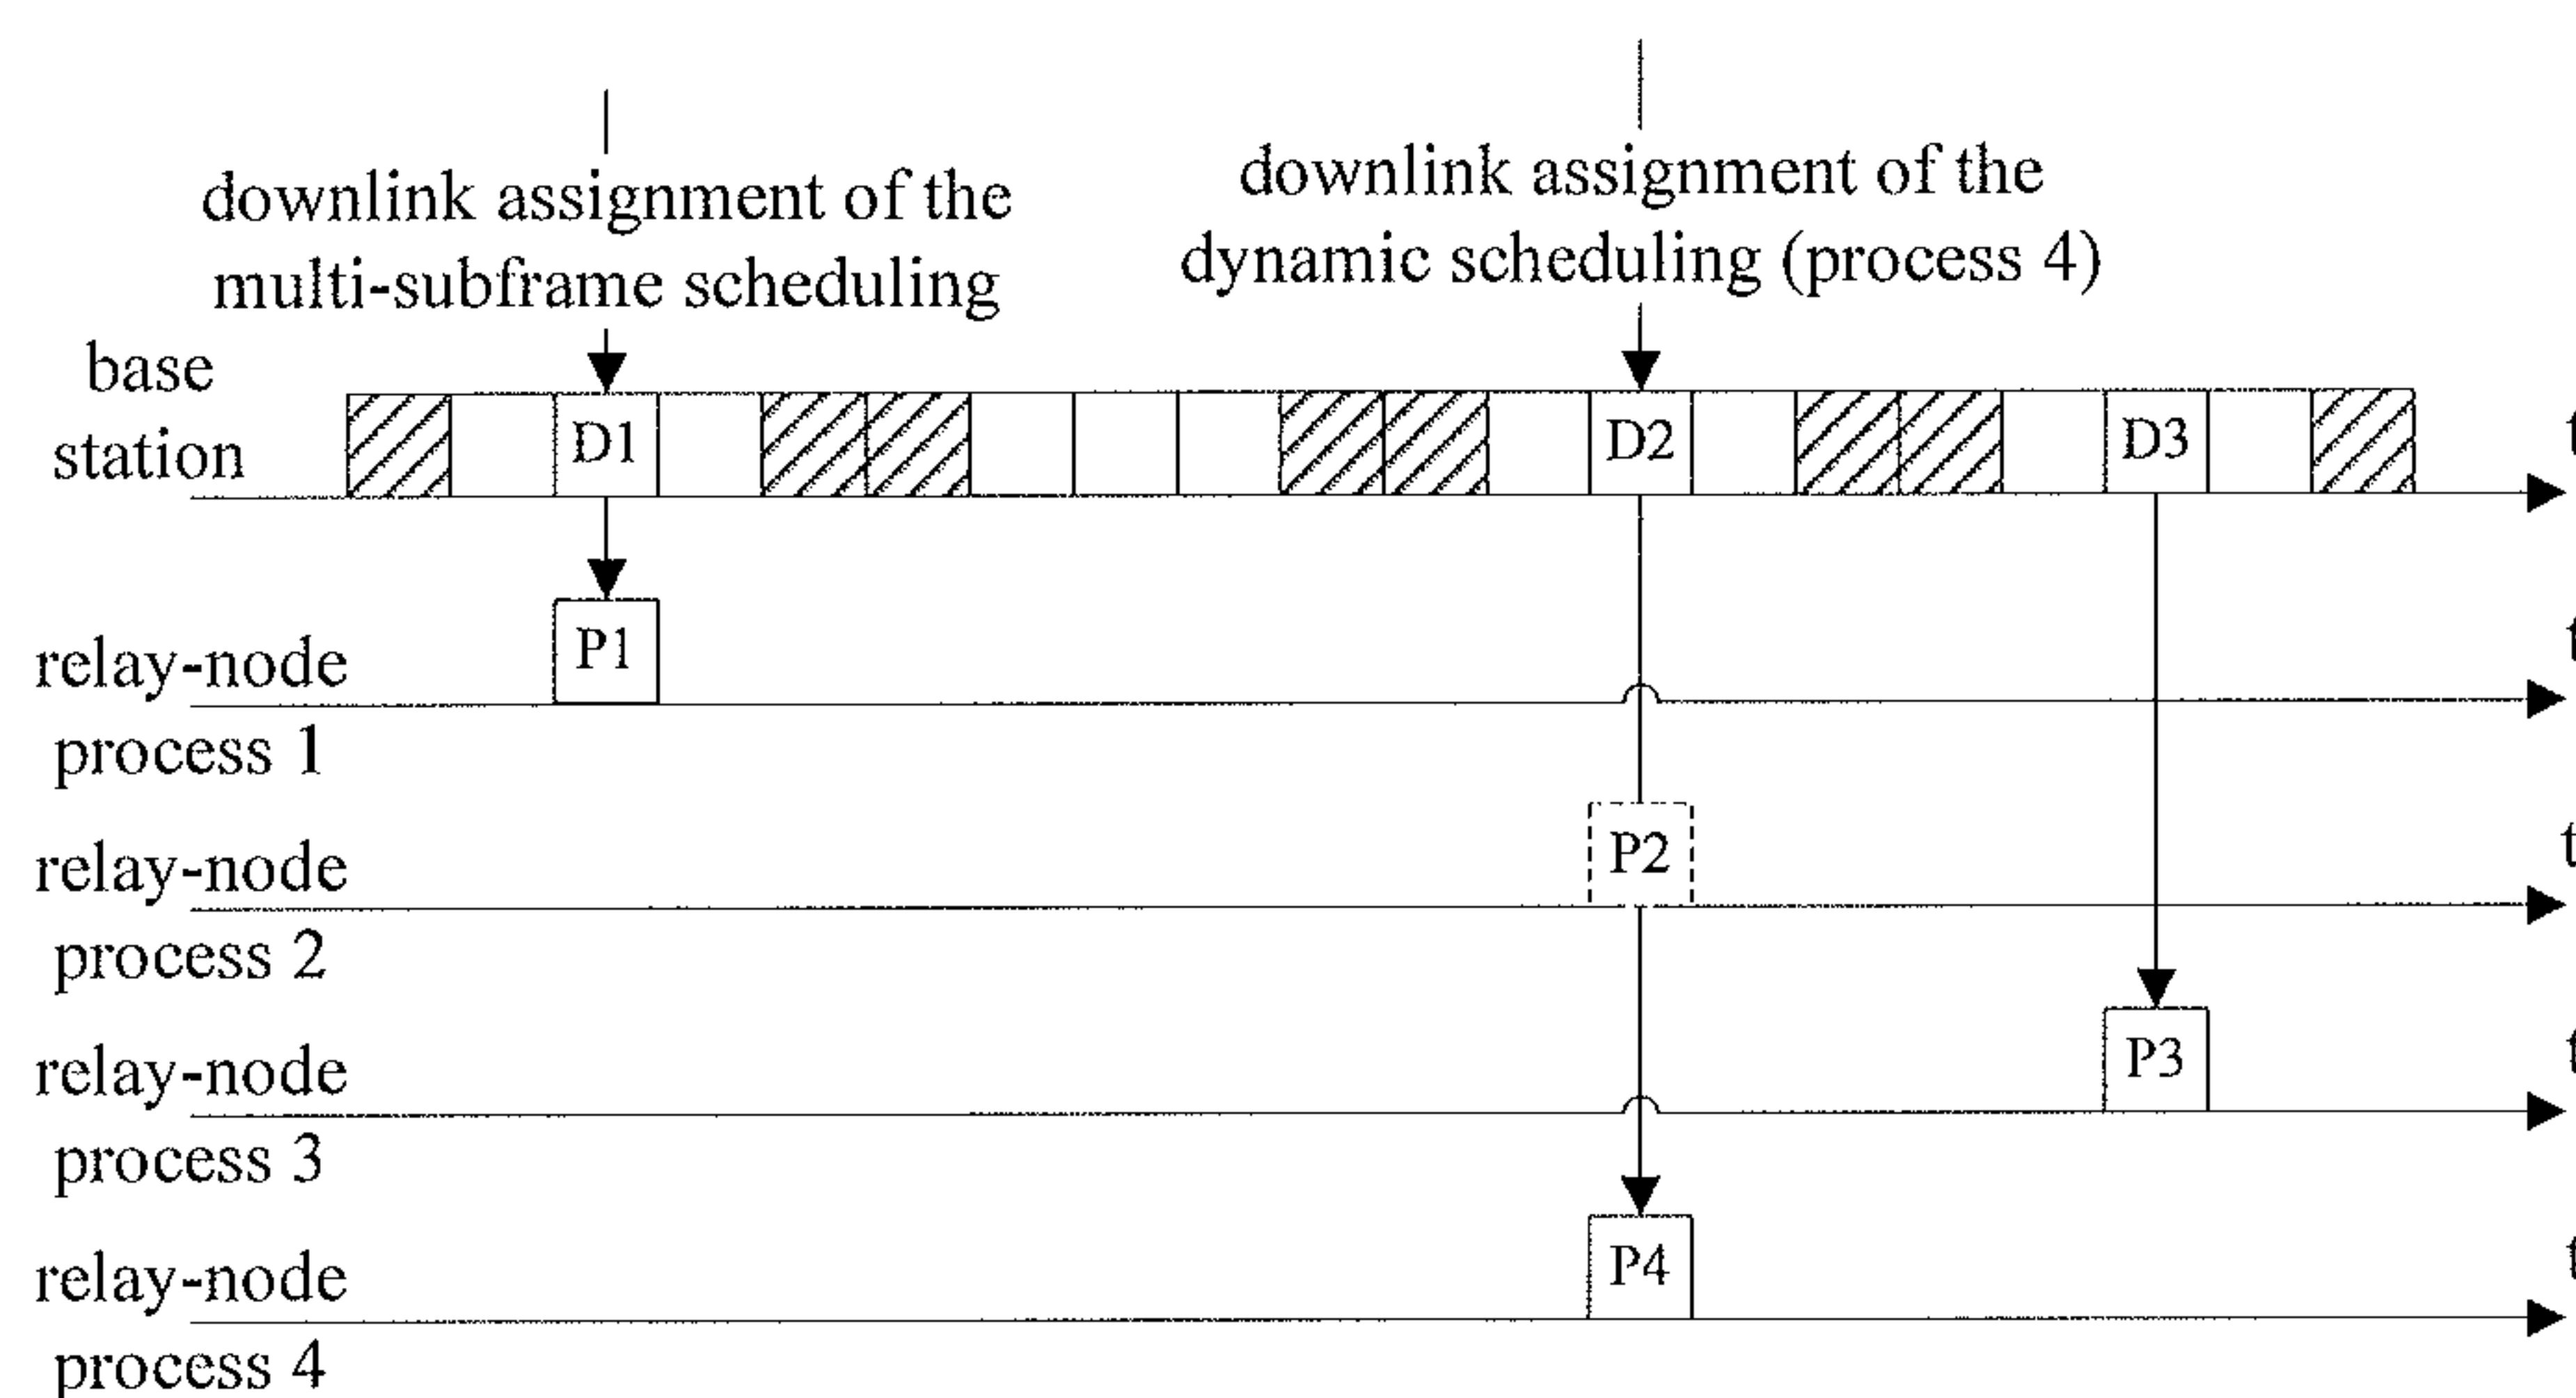 downlink assignment of the
multi-subframe scheduling
downlink assignment of the
dynamic scheduling (process 4)
base
station
D1
D2
D3
t
P1
relay-node
process 1
t
P2
relay-node
process 2
t
P3
relay-node
process 3
t
P4
relay-node
process 4
t